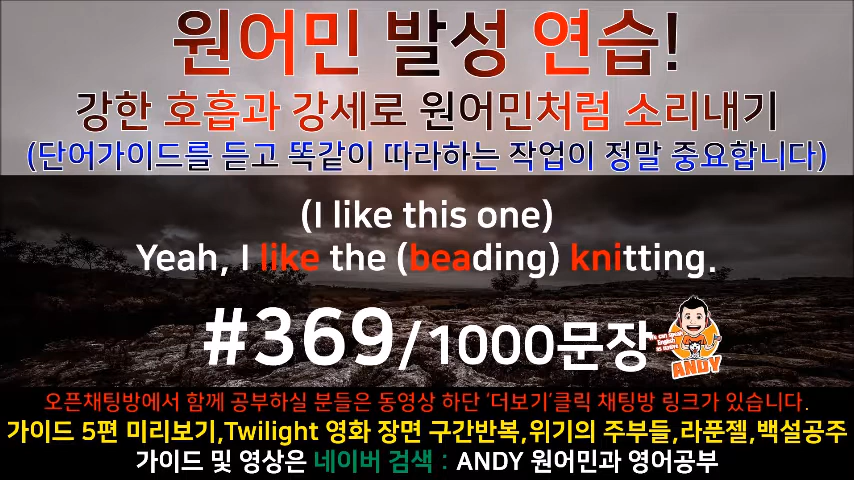 원어민 발성 연습!
강한 호흡과 강세로 원어민처럼 소리내기
(단어가이드를 듣고 똑같이 따라하는 작업이 정말 중요합니다)
(I like this one)
Yeah, I like the (beading) knitting.
#369/1000문장
ANDY
오픈채팅방에서 함께 공부하실 분들은 동영상 하단 '더보기'클릭 채팅방 링크가 있습니다.
가이드 5편 미리보기,Twilight 영화 장면 구간반복,위기의 주부들,라푼젤,백설공주
가이드 및 영상은 네이버 검색 : ANDY 원어민과 영어공부